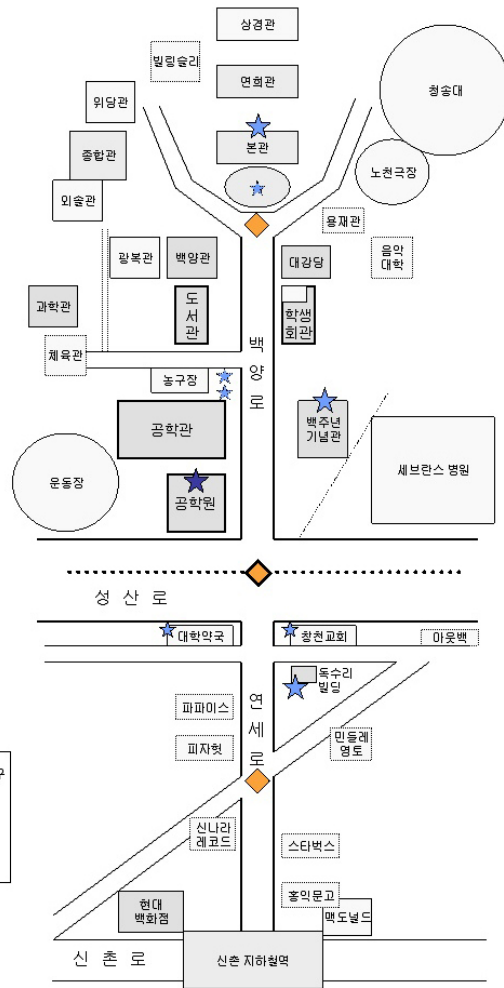 상경관
빌링슬리
연희관
청송대
위당관
본관
종합관
노천극장
외솔관
용재관
광복관
백양관
대강당
음악
대학
과학관
도
서
관
학생
회관
백
양
로
체육관
농구장
공학관
백주년
기념관
세브란스 병원
운동장
공학원
성 산 로
대학약국
창천교회
아웃백
독수리
빌딩
연
세
로
파파이스
피자헛
민들레
영토
구
신나라
레코드
스타벅스
현대
백화점
홍익문고
맥도널드
신 촌 로
신촌 지하철역